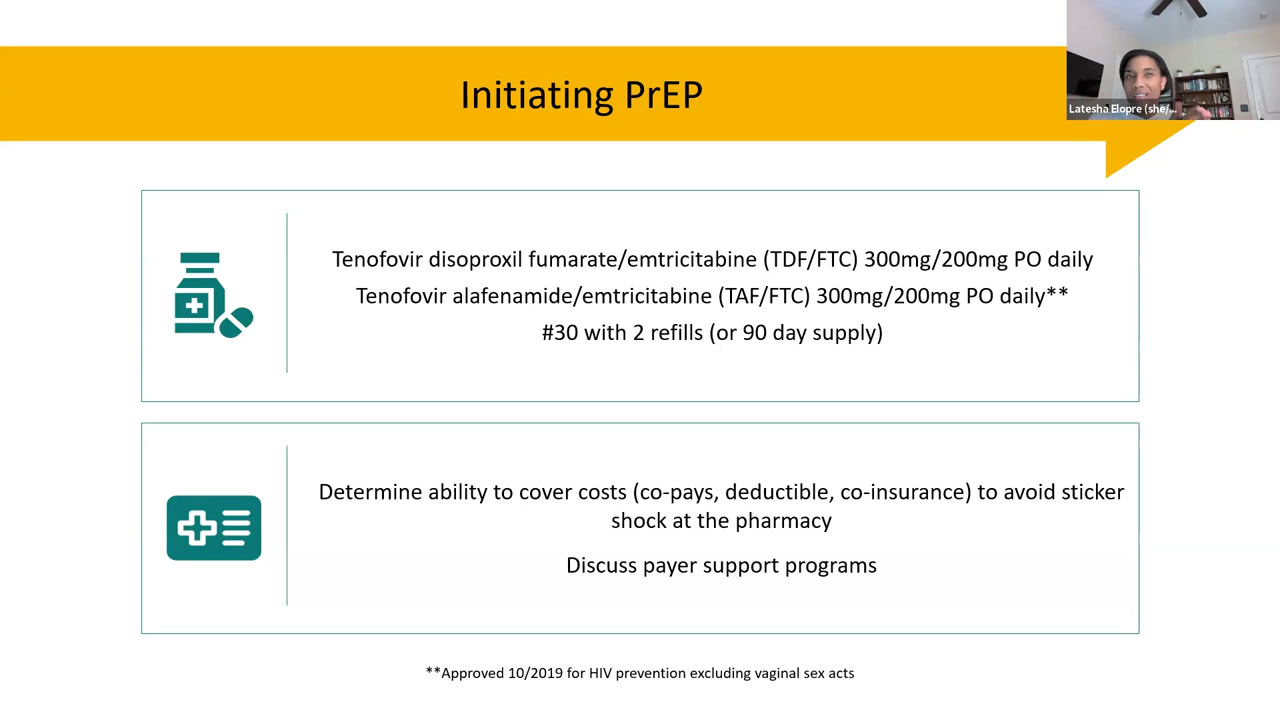 Initiating PrEP
Latesha Elopre (she/...
Tenofovir disoproxil fumarate/emtricitabine (TDF/FTC) 300mg/200mg PO daily
Tenofovir alafenamide/emtricitabine (TAF/FTC) 300mg/200mg PO daily**
#30 with 2 refills (or 90 day supply)
Determine ability to cover costs (co-pays, deductible, co-insurance) to avoid sticker
shock at the pharmacy
Discuss payer support programs
**Approved 10/2019 for HIV prevention excluding vaginal sex acts